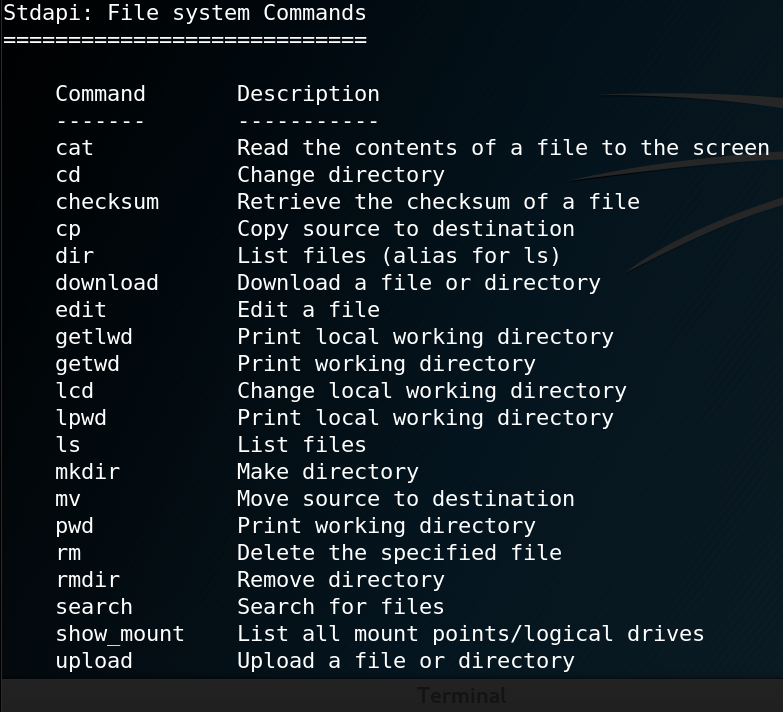 Stdapi: File system Commands
============================
Command Description
------- -----------
cat Read the contents of a file to the screen
cd Change directory
checksum Retrieve the checksum of a file
cp Copy source to destination
dir List files (alias for ls)
download Download a file or directory
edit Edit a file
getlwd Print local working directory
getwd Print working directory
lcd Change local working directory
lpwd Print local working directory
ls List files
mkdir Make directory
mv Move source to destination
pwd Print working directory
rm Delete the specified file
rmdir Remove directory
search Search for files
show_mount List all mount points/logical drives
upload Upload a file or directory
Terminal